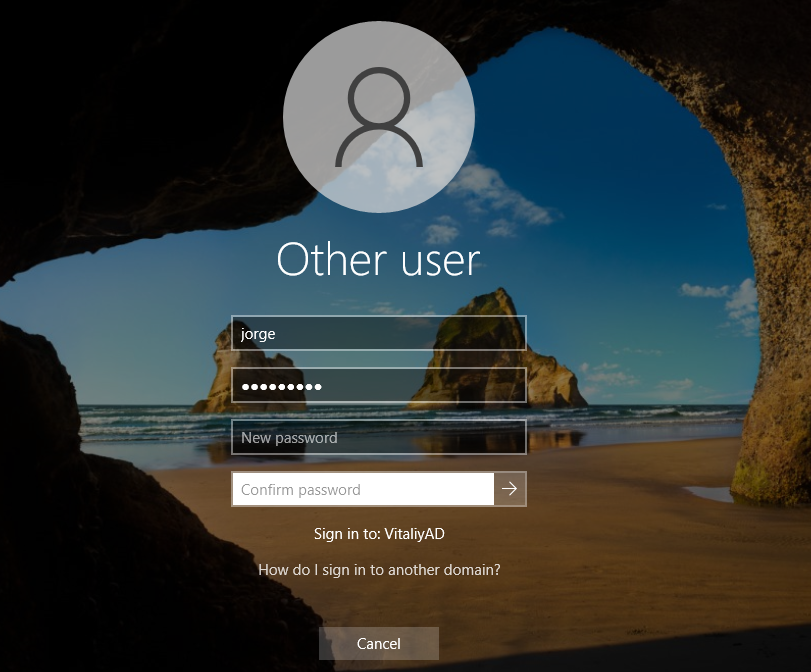 Other user
jorge
●●●●●●●●●
New password
Confirm password
Sign in to: VitaliyAD
How do I sign in to another domain?
Cancel